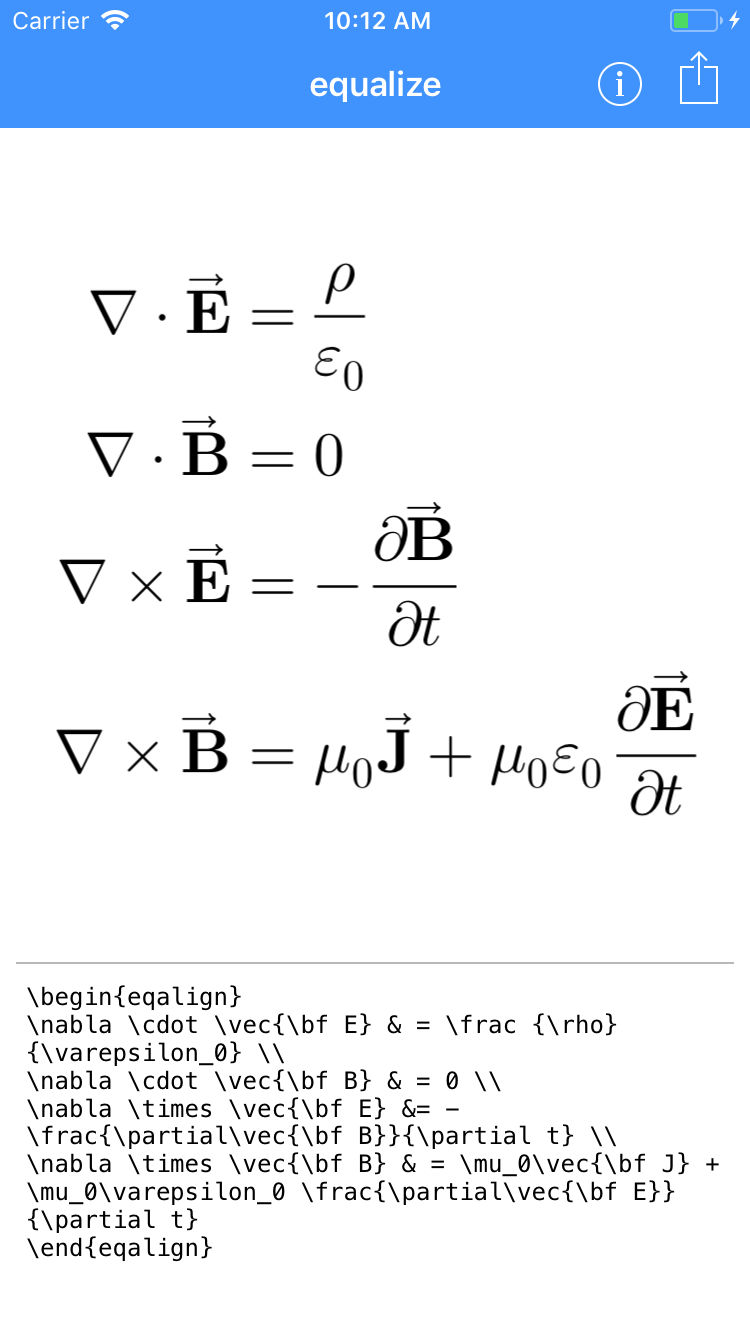 Carrier 10:12 AM
equalize
∇ · E⃗ = ρ/ε₀
∇ · B⃗ = 0
∇ × E⃗ = −∂B⃗/∂t
∇ × B⃗ = μ₀J⃗ + μ₀ε₀ ∂E⃗/∂t
\begin{eqalign}
\nabla \cdot \vec{\bf E} & = \frac {\rho}
{\varepsilon_0} \\
\nabla \cdot \vec{\bf B} & = 0 \\
\nabla \times \vec{\bf E} &= −
\frac{\partial\vec{\bf B}}{\partial t} \\
\nabla \times \vec{\bf B} & = \mu_0\vec{\bf J} +
\mu_0\varepsilon_0 \frac{\partial\vec{\bf E}}
{\partial t}
\end{eqalign}